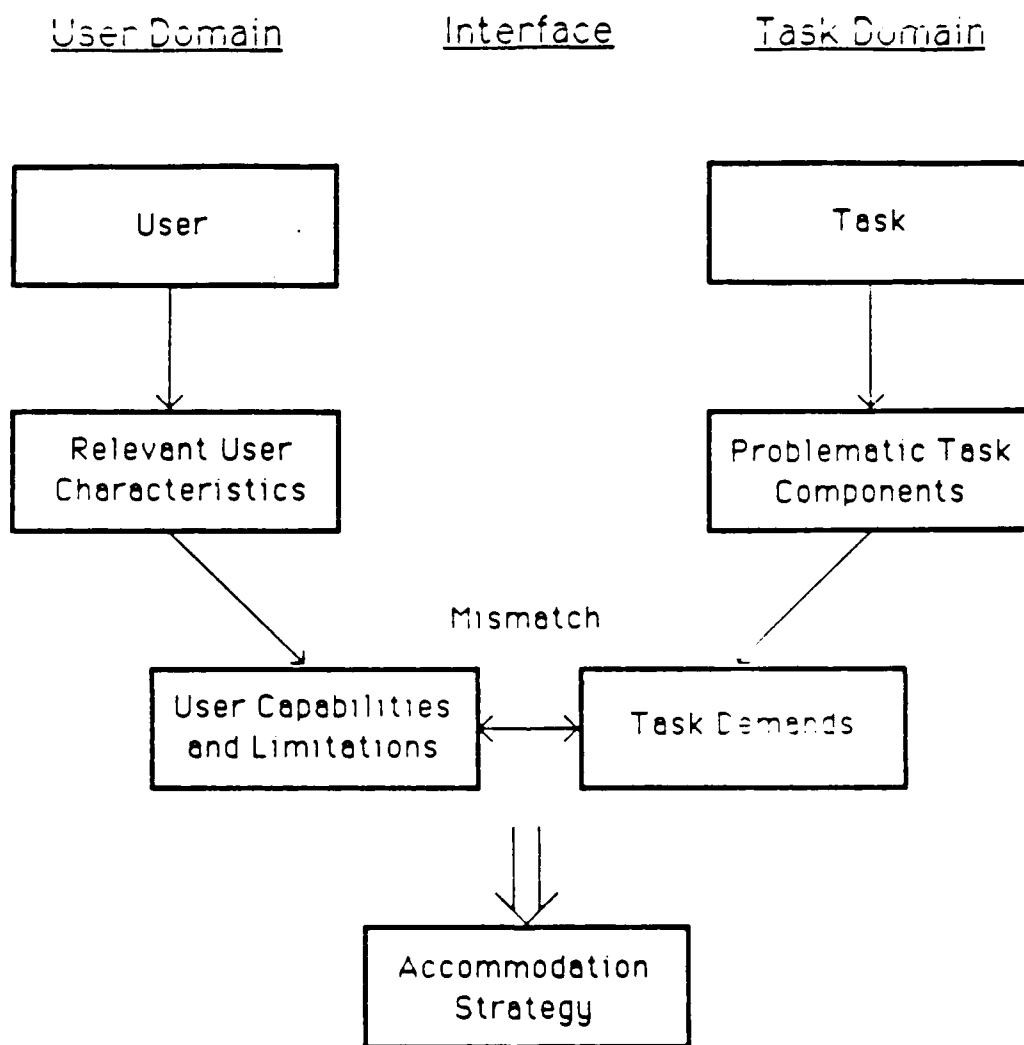 User Domain
Interface
Task Domain
User
Task
Relevant User
Characteristics
Problematic Task
Components
Mismatch
User Capabilities
and Limitations
Task Demands
Accommodation
Strategy